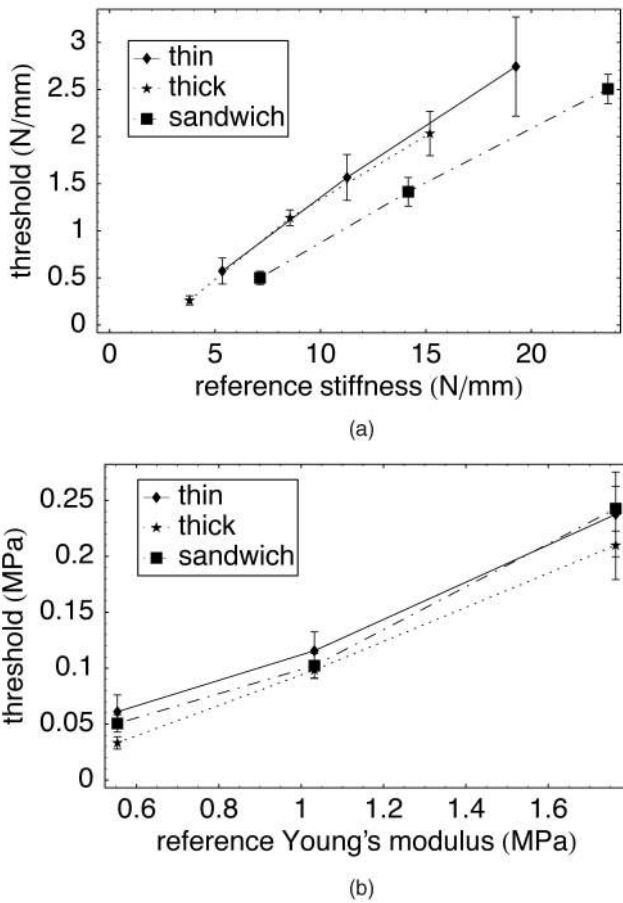 3
2.5
2
1.5
1
0.5
0
threshold (N/mm)
thin
thick
sandwich
0 5 10 15 20
reference stiffness (N/mm)
(a)
0.25
0.2
0.15
0.1
0.05
0
threshold (MPa)
thin
thick
sandwich
0.6 0.8 1 1.2 1.4 1.6
reference Young's modulus (MPa)
(b)